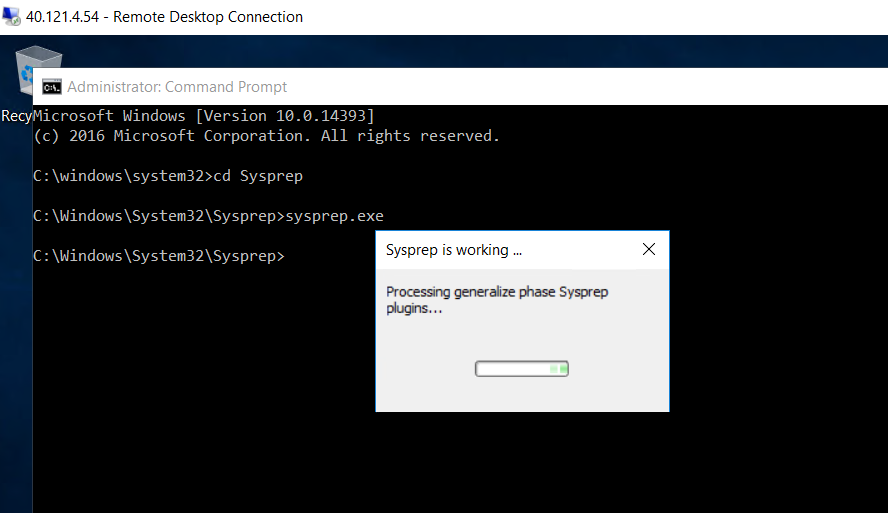 40.121.4.54 - Remote Desktop Connection
Administrator: Command Prompt
Recy
Microsoft Windows [Version 10.0.14393]
(c) 2016 Microsoft Corporation. All rights reserved.
C:\windows\system32>cd Sysprep
C:\Windows\System32\Sysprep>sysprep.exe
C:\Windows\System32\Sysprep>
Sysprep is working ...
Processing generalize phase Sysprep
plugins...